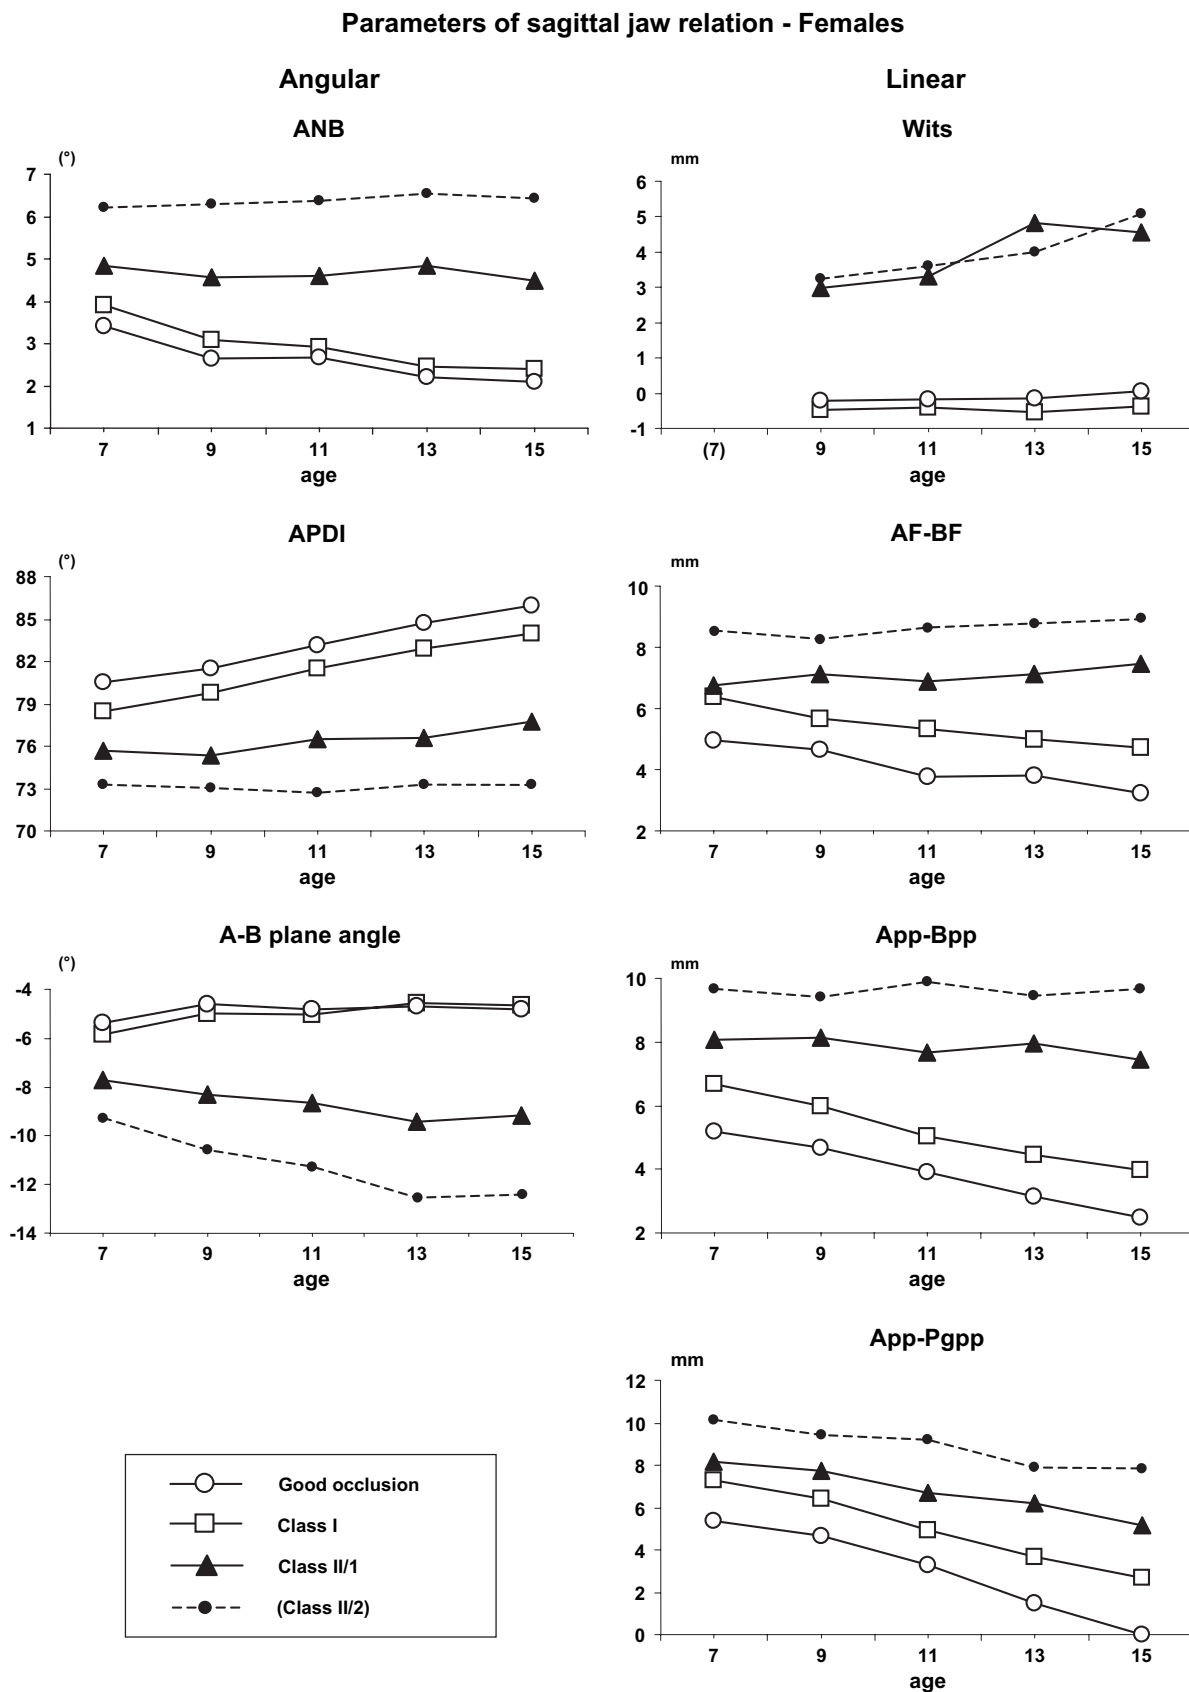 Parameters of sagittal jaw relation - Females
Angular
ANB
(°)
7
6
5
4
3
2
1
7 9 11 13 15
age
APDI
(°)
88
85
82
79
76
73
70
7 9 11 13 15
age
A-B plane angle
(°)
-4
-6
-8
-10
-12
-14
7 9 11 13 15
age
Good occlusion
Class I
Class II/1
(Class II/2)
Linear
Wits
mm
6
5
4
3
2
1
0
-1
(7) 9 11 13 15
age
AF-BF
mm
10
8
6
4
2
7 9 11 13 15
age
App-Bpp
mm
10
8
6
4
2
7 9 11 13 15
age
App-Pgpp
mm
12
10
8
6
4
2
0
7 9 11 13 15
age